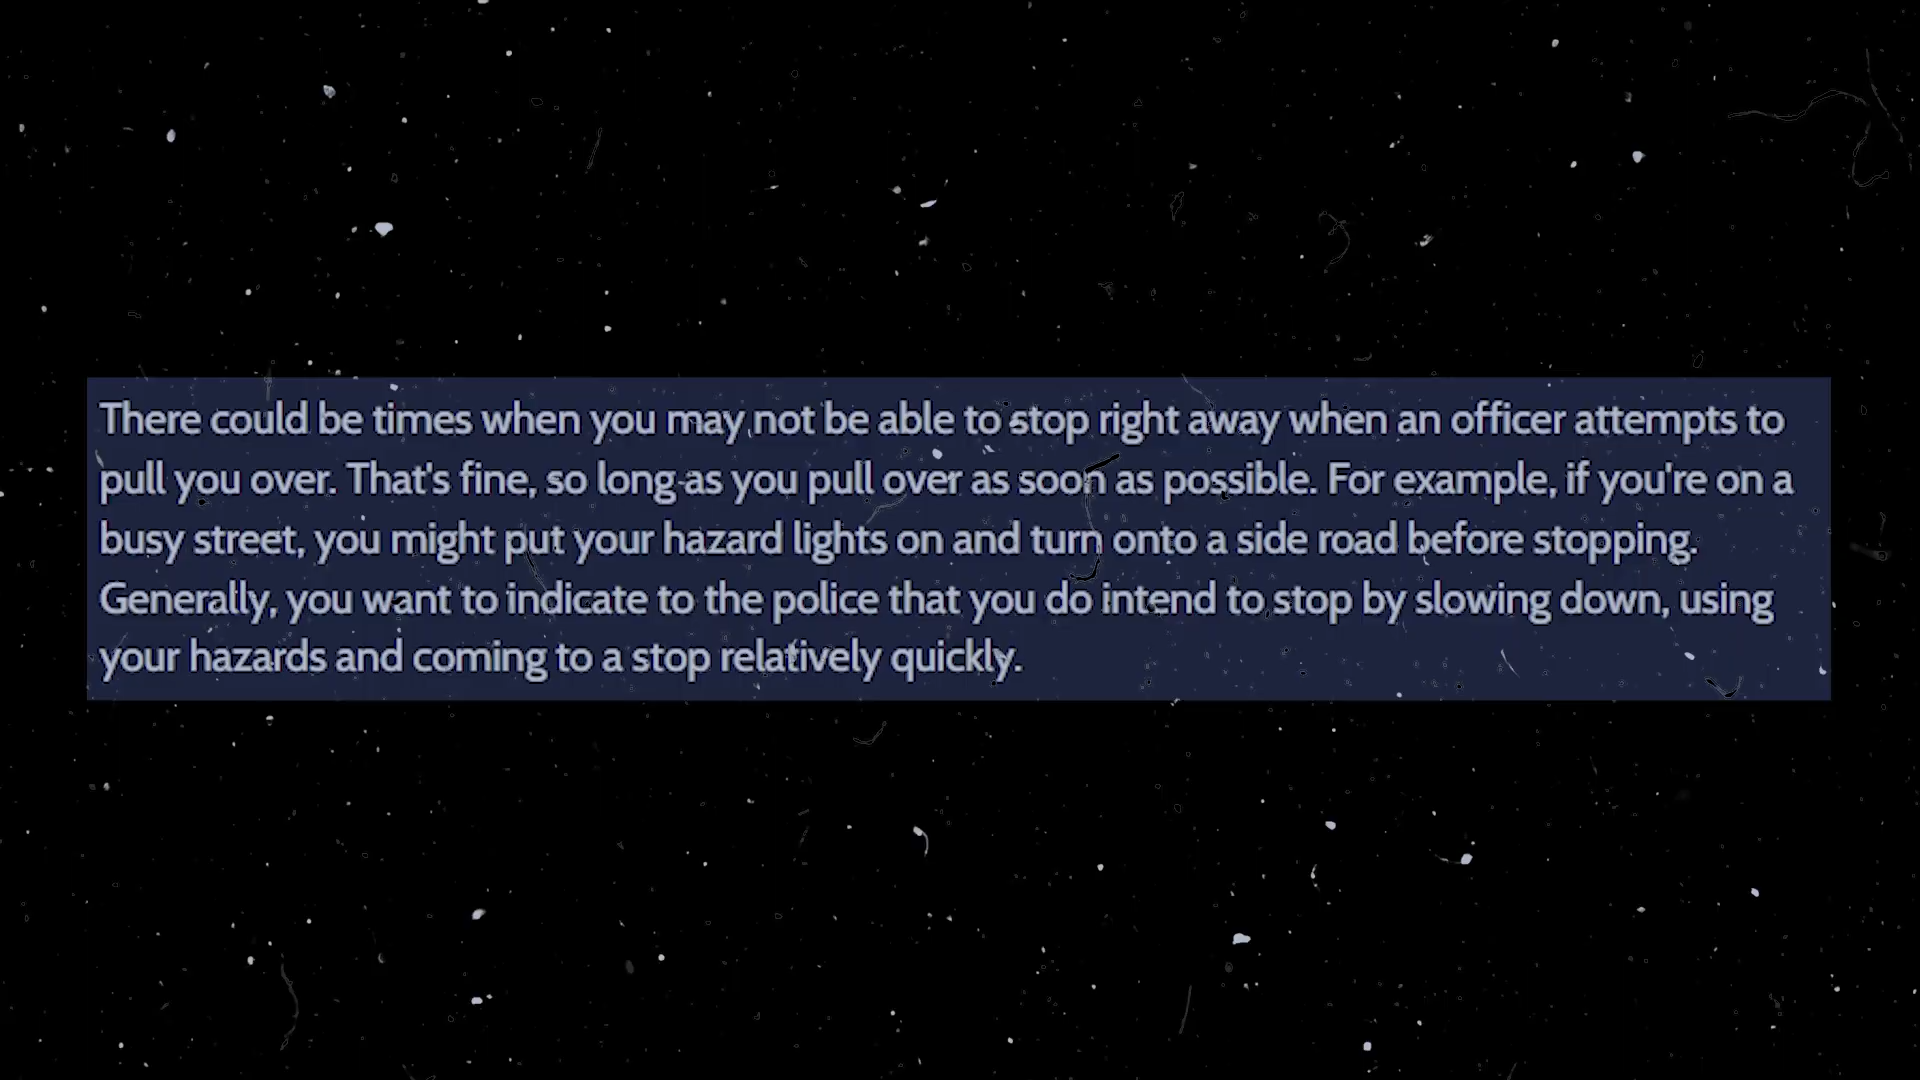 There could be times when you may not be able to stop right away when an officer attempts to
pull you over. That's fine, so long as you pull over as soon as possible. For example, if you're on a
busy street, you might put your hazard lights on and turn onto a side road before stopping.
Generally, you want to indicate to the police that you do intend to stop by slowing down, using
your hazards and coming to a stop relatively quickly.